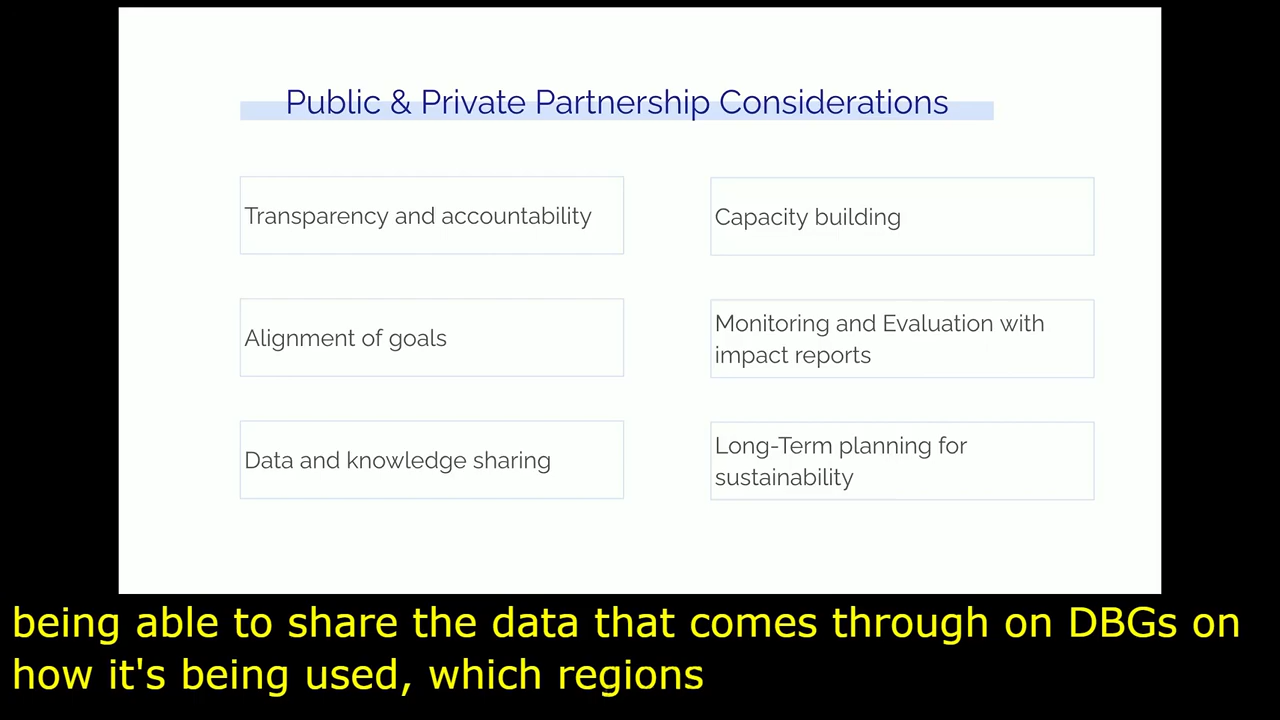 Public & Private Partnership Considerations
Transparency and accountability
Capacity building
Alignment of goals
Monitoring and Evaluation with
impact reports
Data and knowledge sharing
Long-Term planning for
sustainability
being able to share the data that comes through on DBGs on
how it's being used, which regions